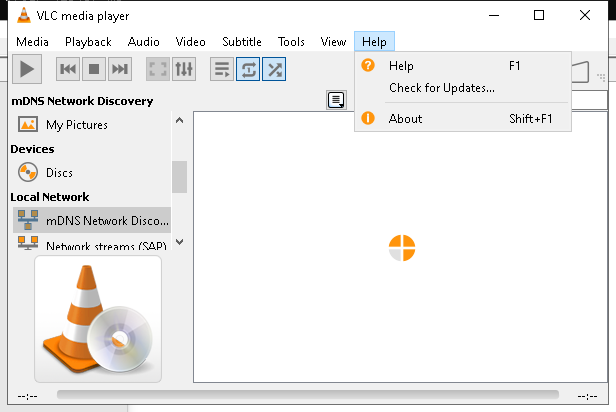 VLC media player
Media Playback Audio Video Subtitle Tools View Help
Help F1
Check for Updates...
About Shift+F1
mDNS Network Discovery
My Pictures
Devices
Discs
Local Network
mDNS Network Disco...
Network streams (SAP)
--:-- --:--